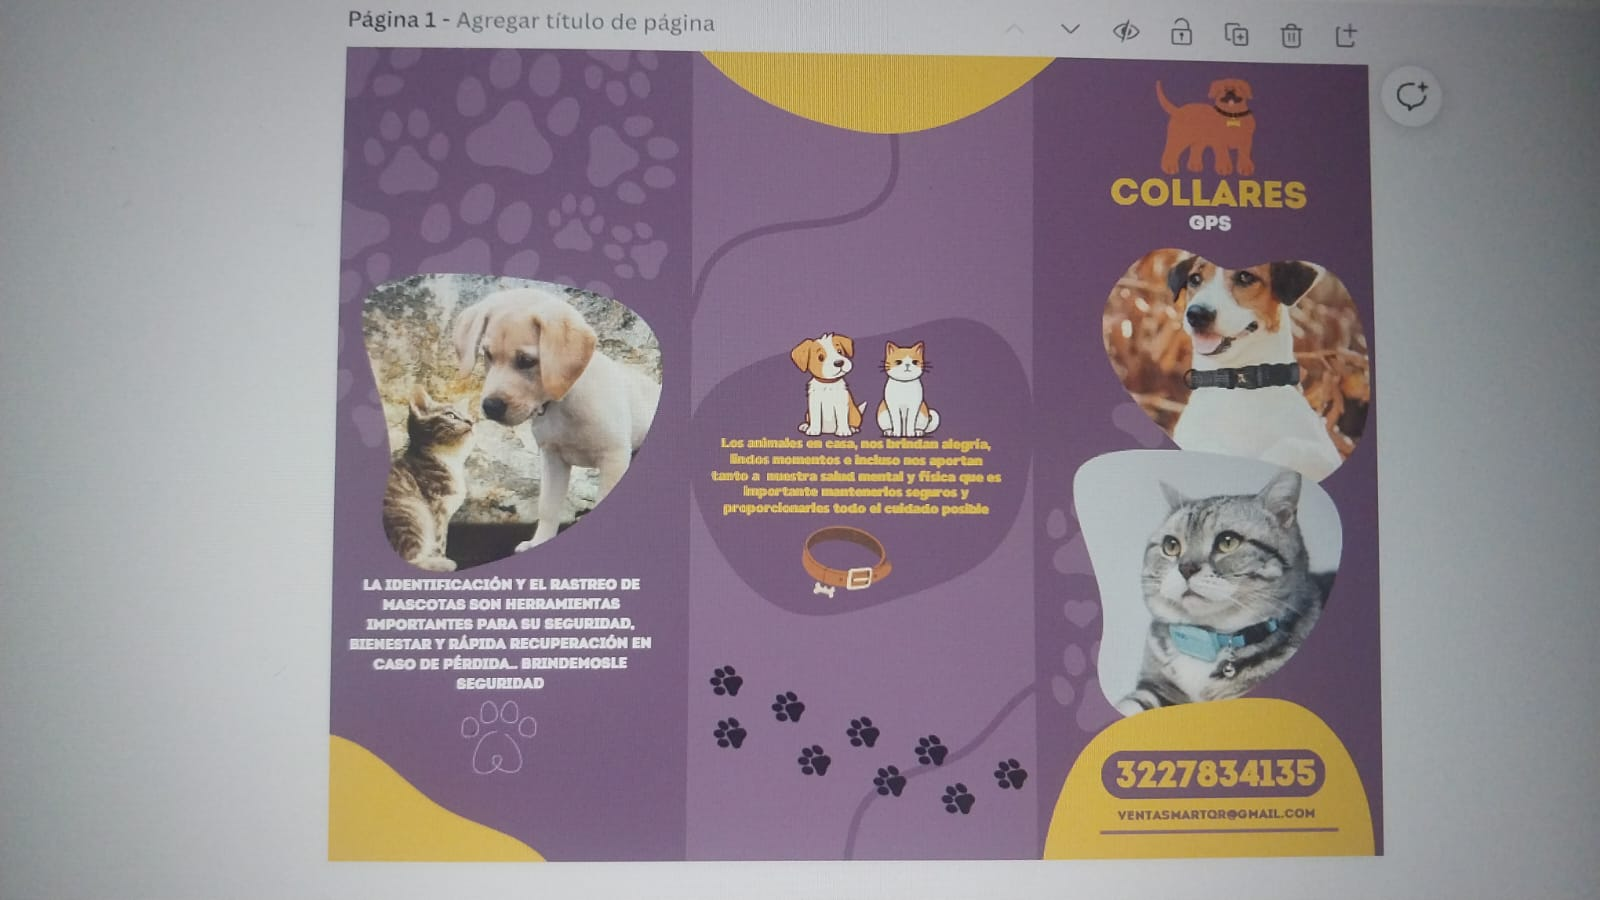 Página 1 - Agregar título de página
LA IDENTIFICACIÓN Y EL RASTREO DE
MASCOTAS SON HERRAMIENTAS
IMPORTANTES PARA SU SEGURIDAD,
BIENESTAR Y RÁPIDA RECUPERACIÓN EN
CASO DE PÉRDIDA.. BRINDEMOSLE
SEGURIDAD
Los animales en casa, nos brindan alegría,
lindos momentos e incluso nos aportan
tanto a nuestra salud mental y física que es
importante mantenerlos seguros y
proporcionarles todo el cuidado posible
COLLARES
GPS
3227834135
VENTASMARTQR@GMAIL.COM